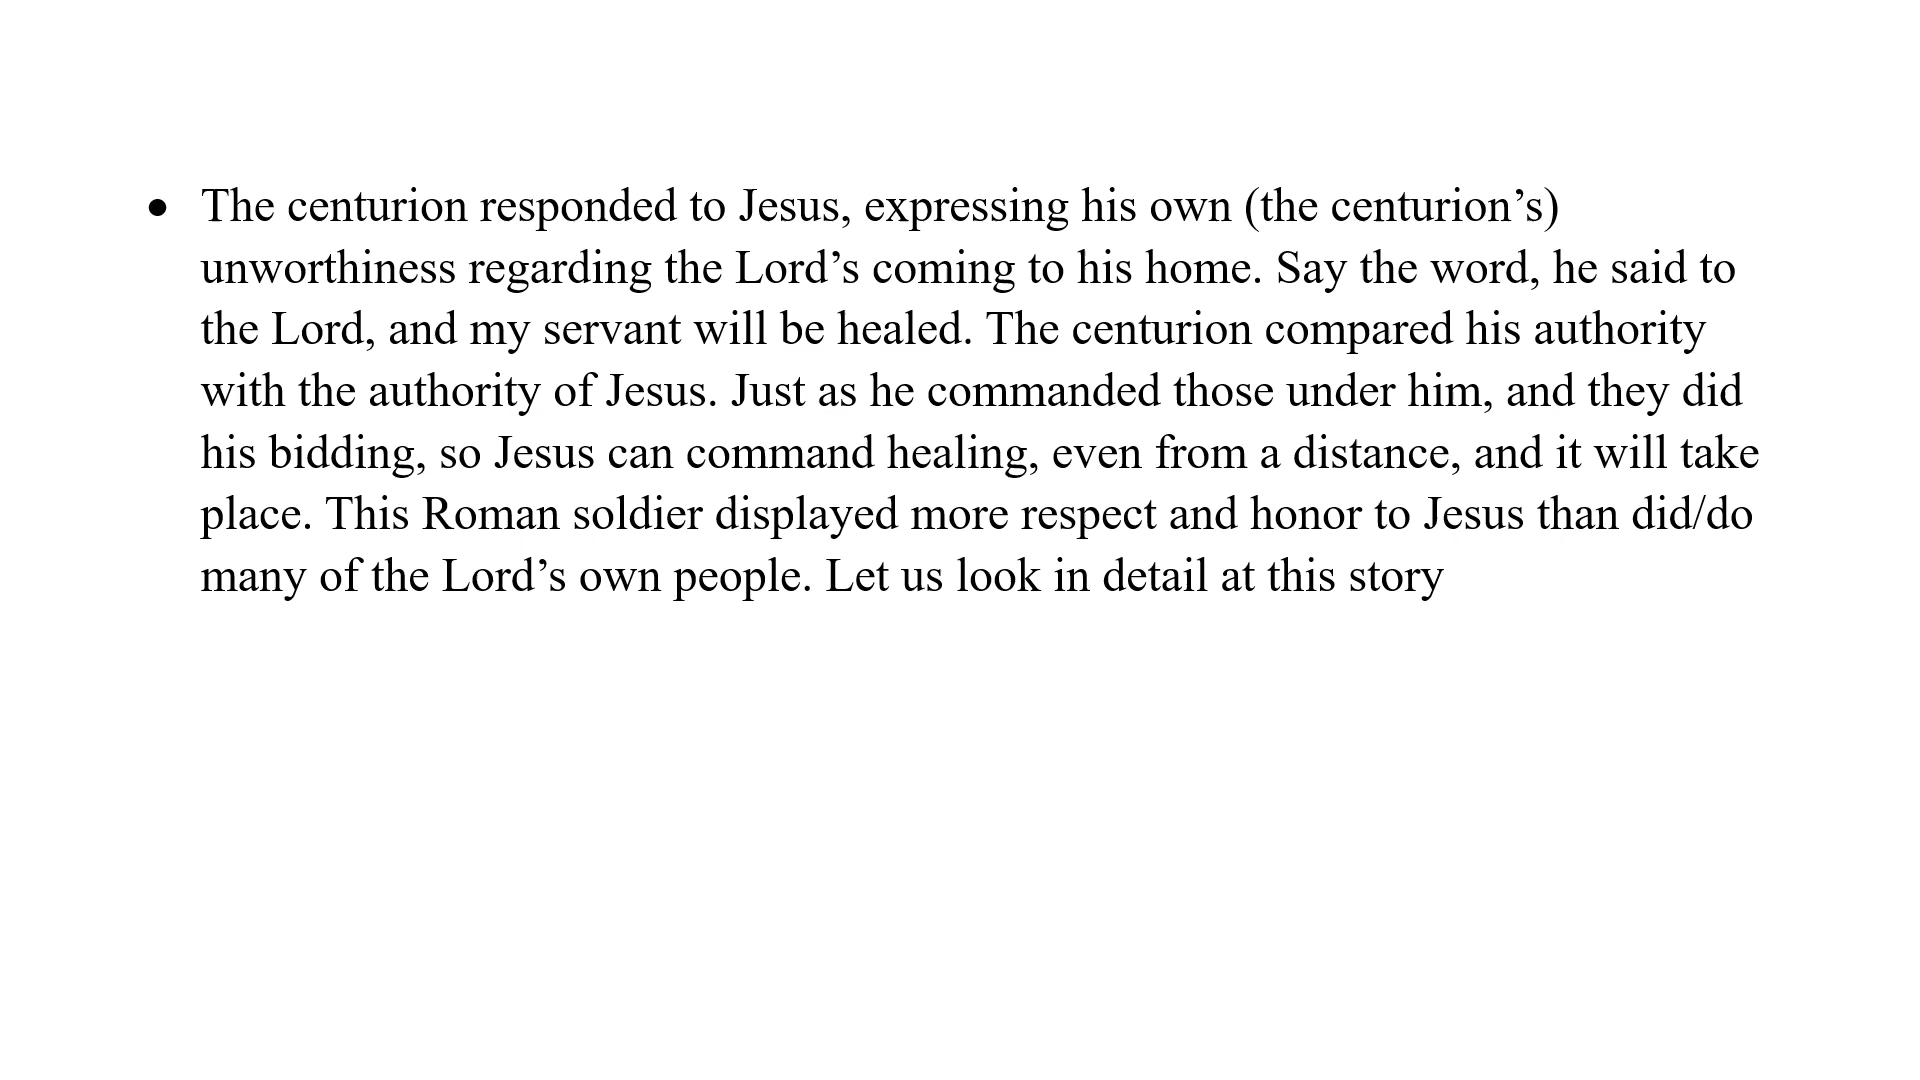 • The centurion responded to Jesus, expressing his own (the centurion’s)
unworthiness regarding the Lord’s coming to his home. Say the word, he said to
the Lord, and my servant will be healed. The centurion compared his authority
with the authority of Jesus. Just as he commanded those under him, and they did
his bidding, so Jesus can command healing, even from a distance, and it will take
place. This Roman soldier displayed more respect and honor to Jesus than did/do
many of the Lord’s own people. Let us look in detail at this story